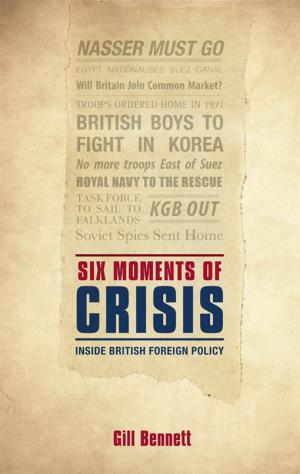 NASSER MUST GO
EGYPT NATIONALISES SUEZ CANAL
Will Britain Join Common Market?
TROOPS ORDERED HOME IN 1971
BRITISH BOYS TO
FIGHT IN KOREA
No more troops East of Suez
ROYAL NAVY TO THE RESCUE
TASK FORCE
TO SAIL TO
FALKLANDS
KGB OUT
Soviet Spies Sent Home
SIX MOMENTS OF
CRISIS
INSIDE BRITISH FOREIGN POLICY
Gill Bennett